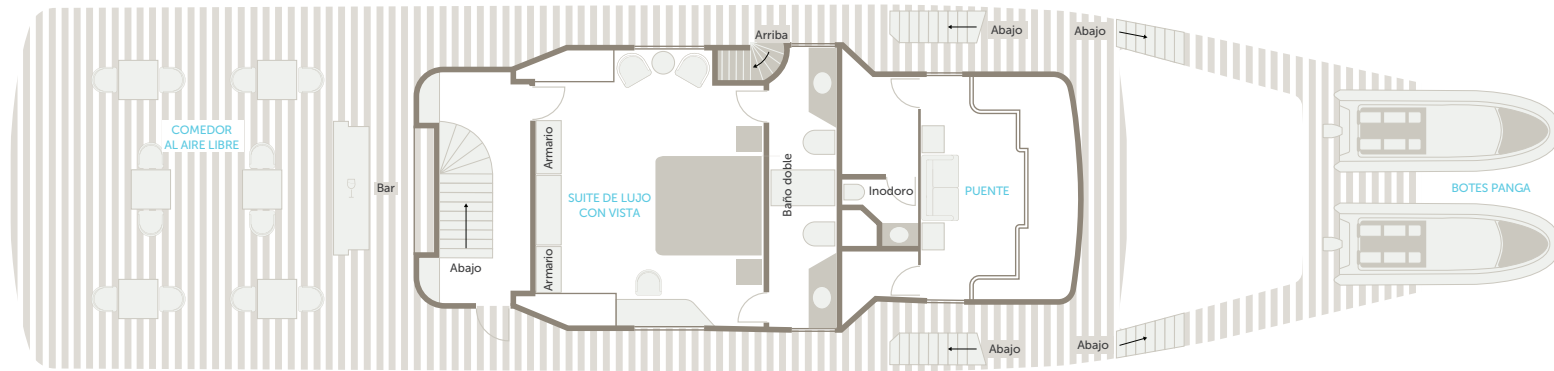 COMEDOR
AL AIRE LIBRE
Bar
Abajo
Armario
Armario
SUITE DE LUJO
CON VISTA
Arriba
Baño doble
Inodoro
PUENTE
Abajo
Abajo
Abajo
Abajo
BOTES PANGA